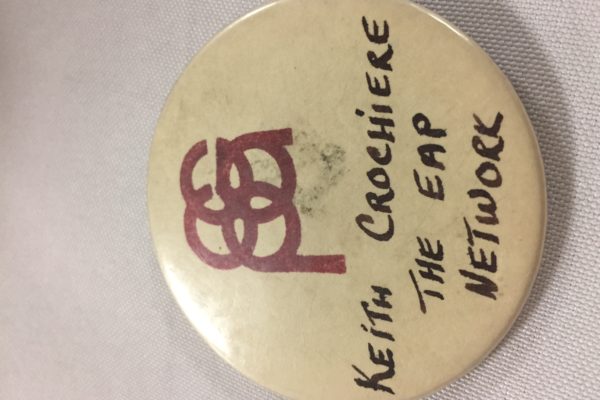 KEITH CROCHIERE
THE EAP
NETWORK